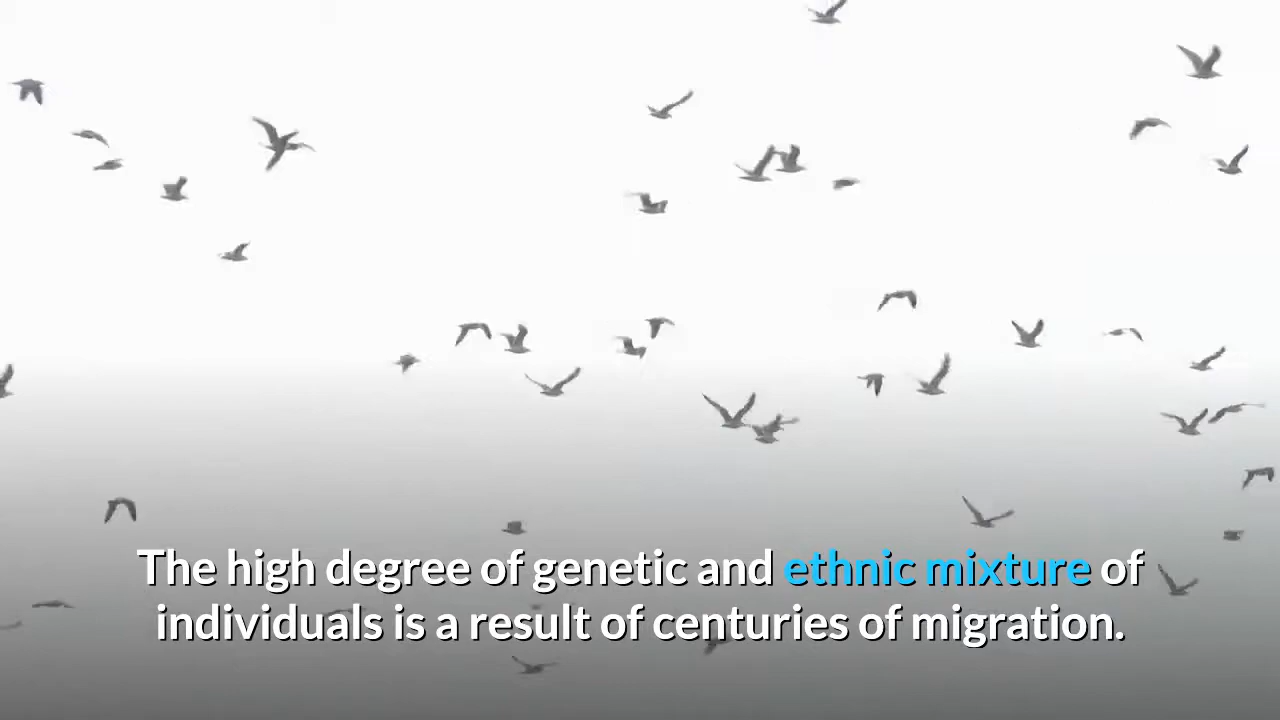 The high degree of genetic and ethnic mixture of
individuals is a result of centuries of migration.